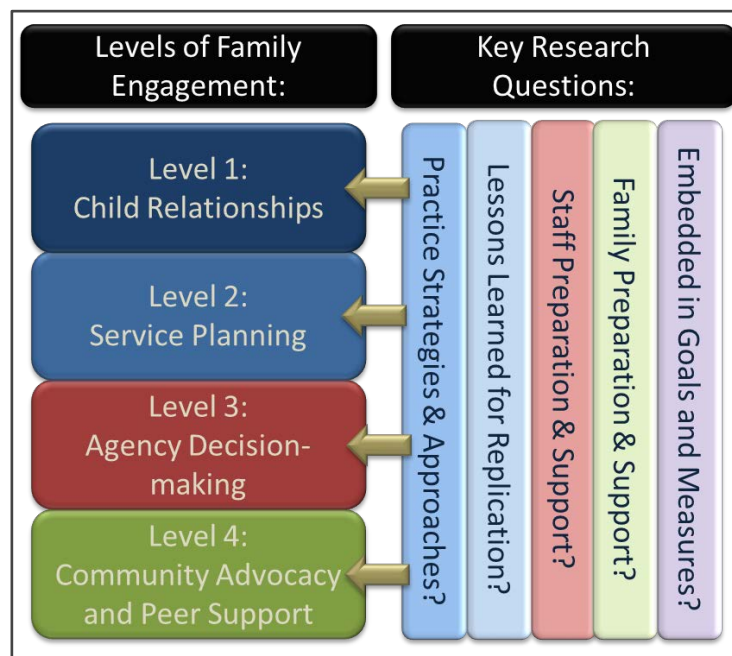 Levels of Family
Engagement:
Key Research
Questions:
Level 1:
Child Relationships
Level 2:
Service Planning
Level 3:
Agency Decision-
making
Level 4:
Community Advocacy
and Peer Support
Practice Strategies & Approaches?
Lessons Learned for Replication?
Staff Preparation & Support?
Family Preparation & Support?
Embedded in Goals and Measures?